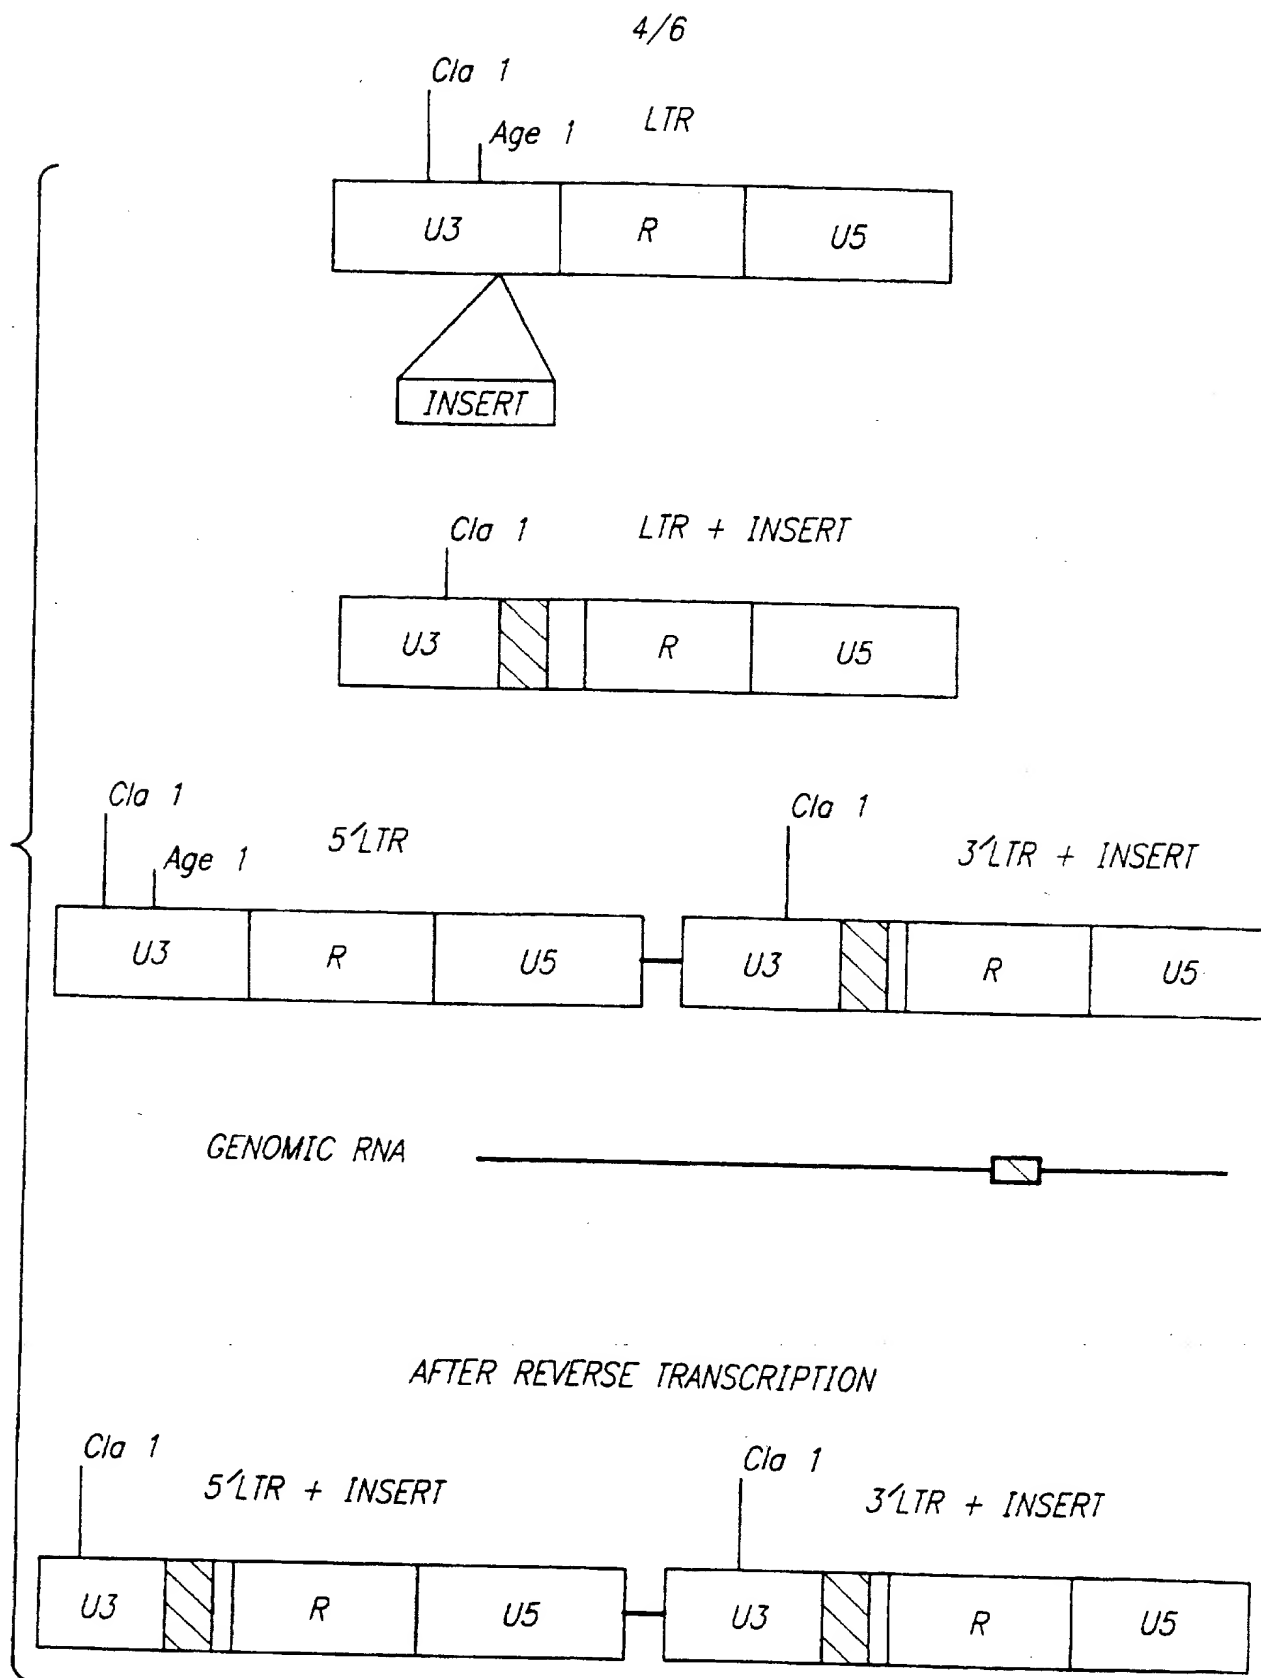 4/6
Cla 1
Age 1
LTR
U3 R U5
INSERT
Cla 1
LTR + INSERT
U3 R U5
Cla 1
Age 1
5´LTR
Cla 1
3´LTR + INSERT
U3 R U5 U3 R U5
GENOMIC RNA
AFTER REVERSE TRANSCRIPTION
Cla 1
5´LTR + INSERT
Cla 1
3´LTR + INSERT
U3 R U5 U3 R U5